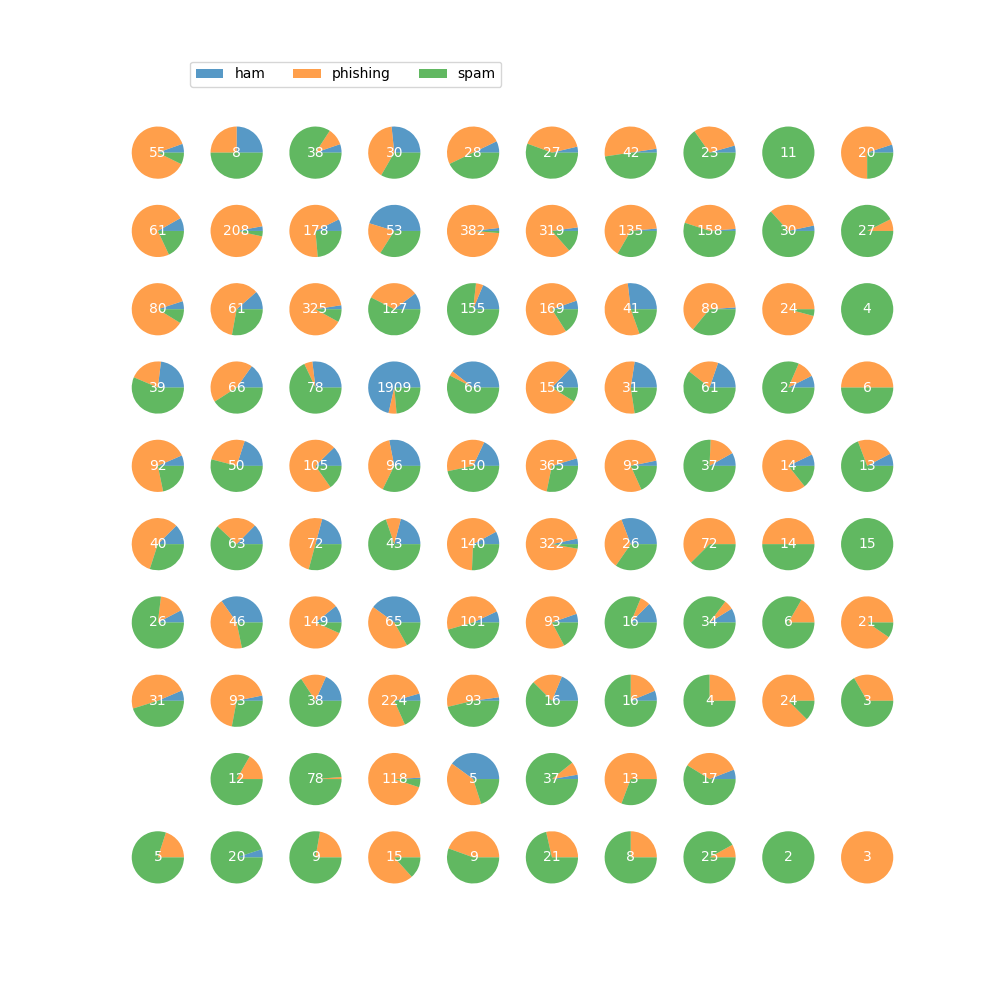 ham phishing spam
55 8 38 30 28 27 42 23 11 20
61 208 178 53 382 319 135 158 30 27
80 61 325 127 155 169 41 89 24 4
39 66 78 1909 66 156 31 61 27 6
92 50 105 96 150 365 93 37 14 13
40 63 72 43 140 322 26 72 14 15
26 46 149 65 101 93 16 34 6 21
31 93 38 224 93 16 16 4 24 3
12 78 118 5 37 13 17
5 20 9 15 9 21 8 25 2 3